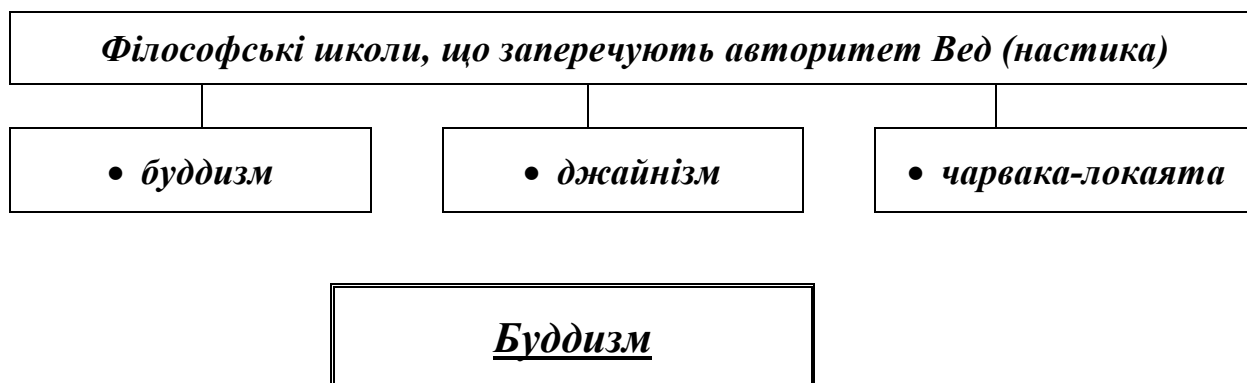 Філософські школи, що заперечують авторитет Вед (настика)
• буддизм
• джайнізм
• чарвака-локаята
Буддизм